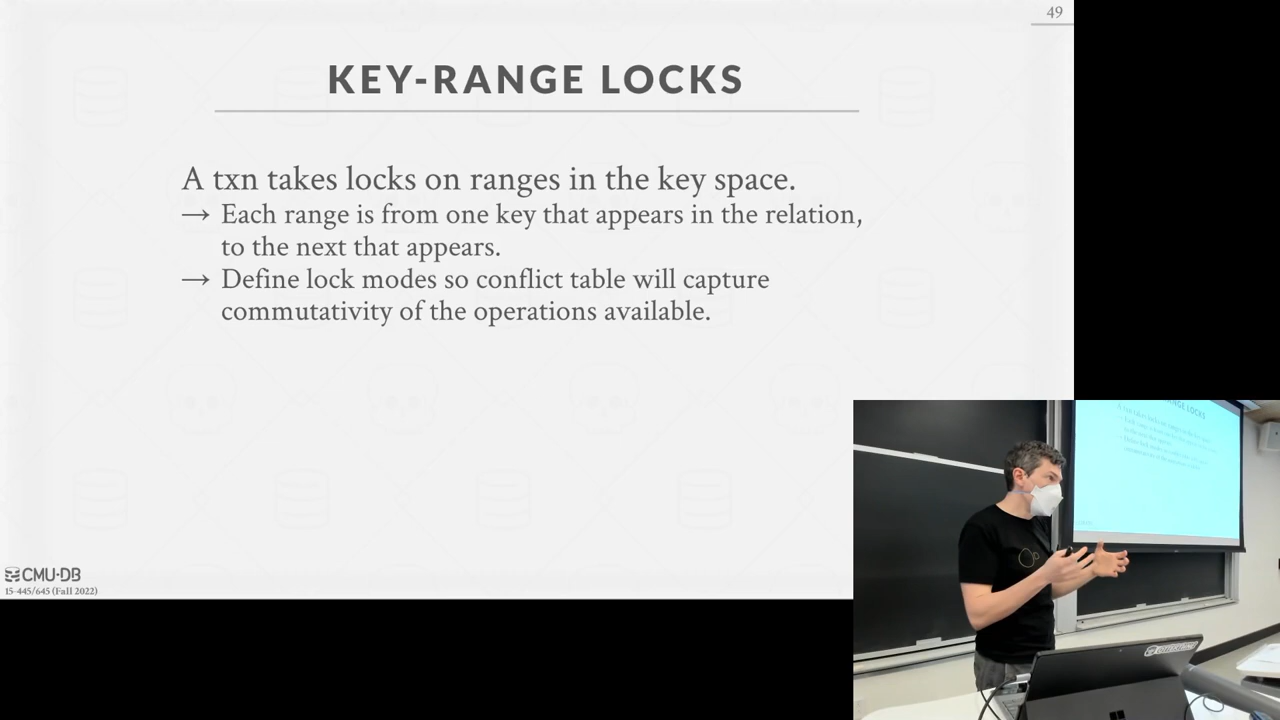 49
KEY-RANGE LOCKS
A txn takes locks on ranges in the key space.
→ Each range is from one key that appears in the relation,
to the next that appears.
→ Define lock modes so conflict table will capture
commutativity of the operations available.
CMU·DB
15-445/645 (Fall 2022)